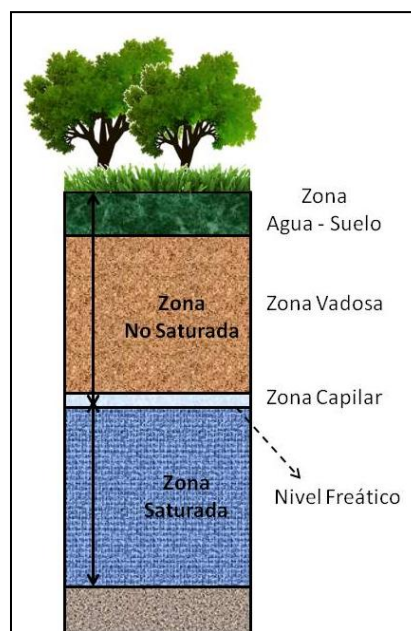 Zona
Agua - Suelo
Zona
No Saturada
Zona Vadosa
Zona Capilar
Zona
Saturada
Nivel Freático